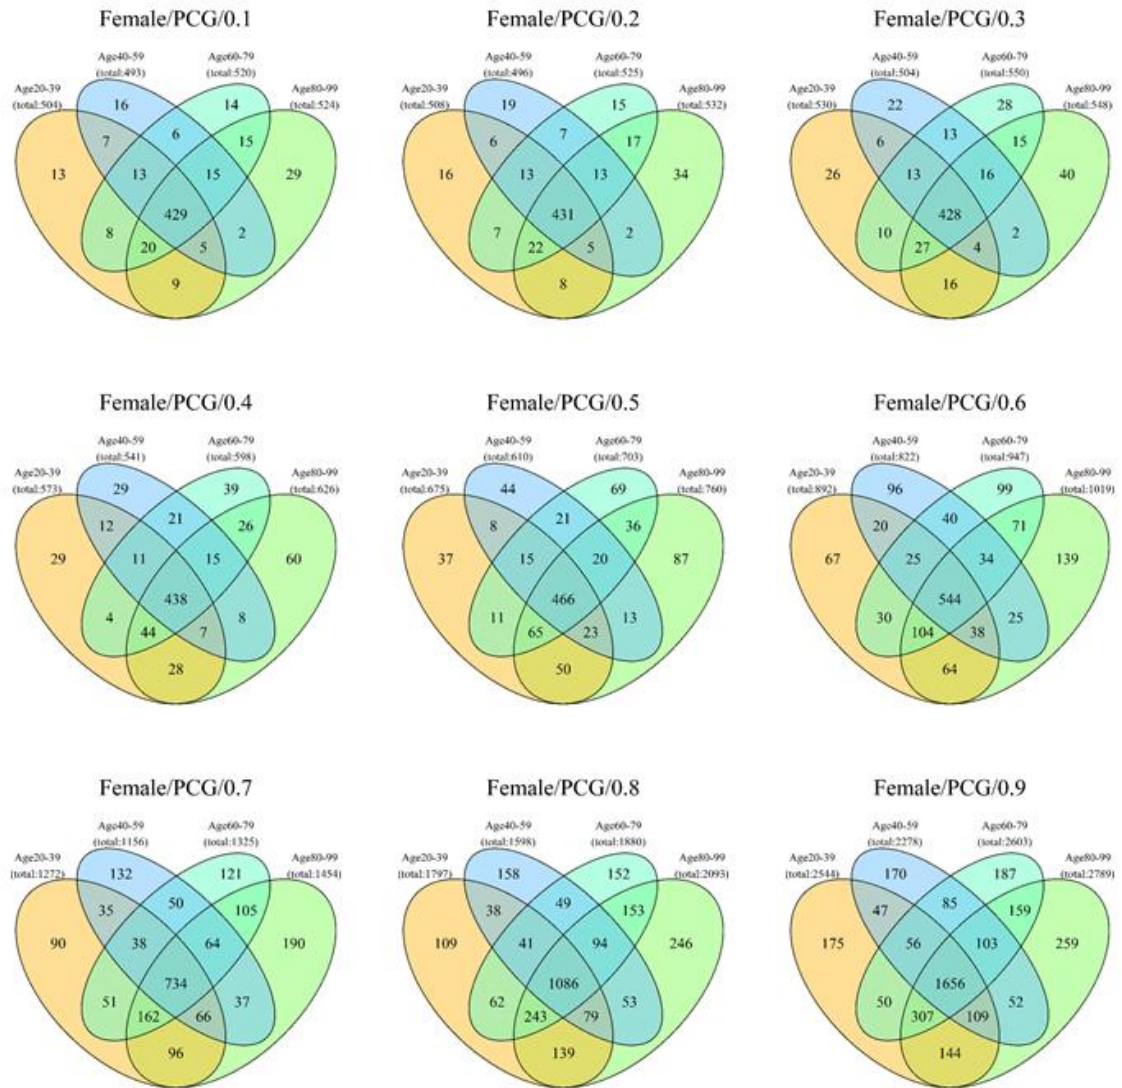 Female/PCG/0.1 Female/PCG/0.2 Female/PCG/0.3
Age40-59 Age60-79 Age40-59 Age60-79 Age40-59 Age60-79
(total:493) (total:520) (total:496) (total:525) (total:504) (total:550)
Age20-39 Age80-99 Age20-39 Age80-99 Age20-39 Age80-99
(total:504) (total:524) (total:508) (total:532) (total:530) (total:548)
16 14 19 15 22 28
7 6 15 6 7 17 6 13 15
13 13 15 29 16 13 13 34 26 13 16 40
429 431 428
8 20 5 2 7 22 5 2 10 27 4 2
9 8 16
Female/PCG/0.4 Female/PCG/0.5 Female/PCG/0.6
Age40-59 Age60-79 Age40-59 Age60-79 Age40-59 Age60-79
(total:541) (total:598) (total:610) (total:703) (total:822) (total:947)
Age20-39 Age80-99 Age20-39 Age80-99 Age20-39 Age80-99
(total:573) (total:626) (total:675) (total:760) (total:892) (total:1019)
29 39 44 69 96 99
12 21 26 8 21 36 20 40 71
29 11 15 60 37 15 20 87 67 25 34 139
438 466 544
4 44 7 8 11 65 23 13 30 104 38 25
28 50 64
Female/PCG/0.7 Female/PCG/0.8 Female/PCG/0.9
Age40-59 Age60-79 Age40-59 Age60-79 Age40-59 Age60-79
(total:1156) (total:1325) (total:1598) (total:1880) (total:2278) (total:2603)
Age20-39 Age80-99 Age20-39 Age80-99 Age20-39 Age80-99
(total:1272) (total:1454) (total:1797) (total:2093) (total:2544) (total:2789)
132 121 158 152 170 187
35 50 105 38 49 153 47 85 159
90 38 64 190 109 41 94 246 175 56 103 259
734 1086 1656
51 162 66 37 62 243 79 53 50 307 109 52
96 139 144